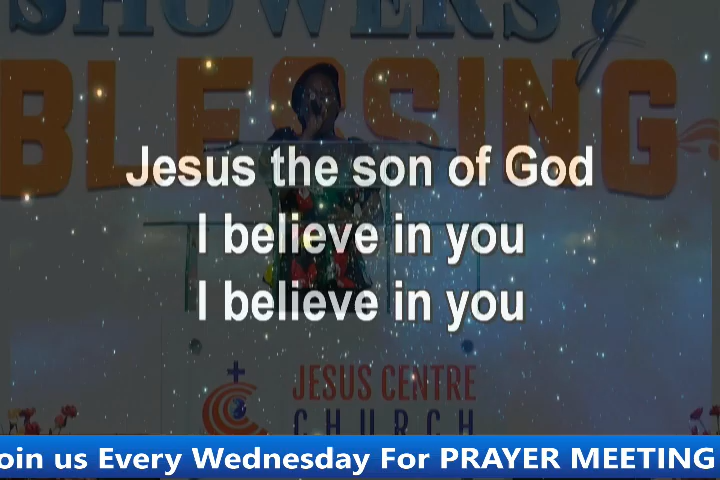 SHOWERS of
BLESSING
Jesus the son of God
I believe in you
I believe in you
JESUS CENTRE
CHURCH
oin us Every Wednesday For PRAYER MEETING